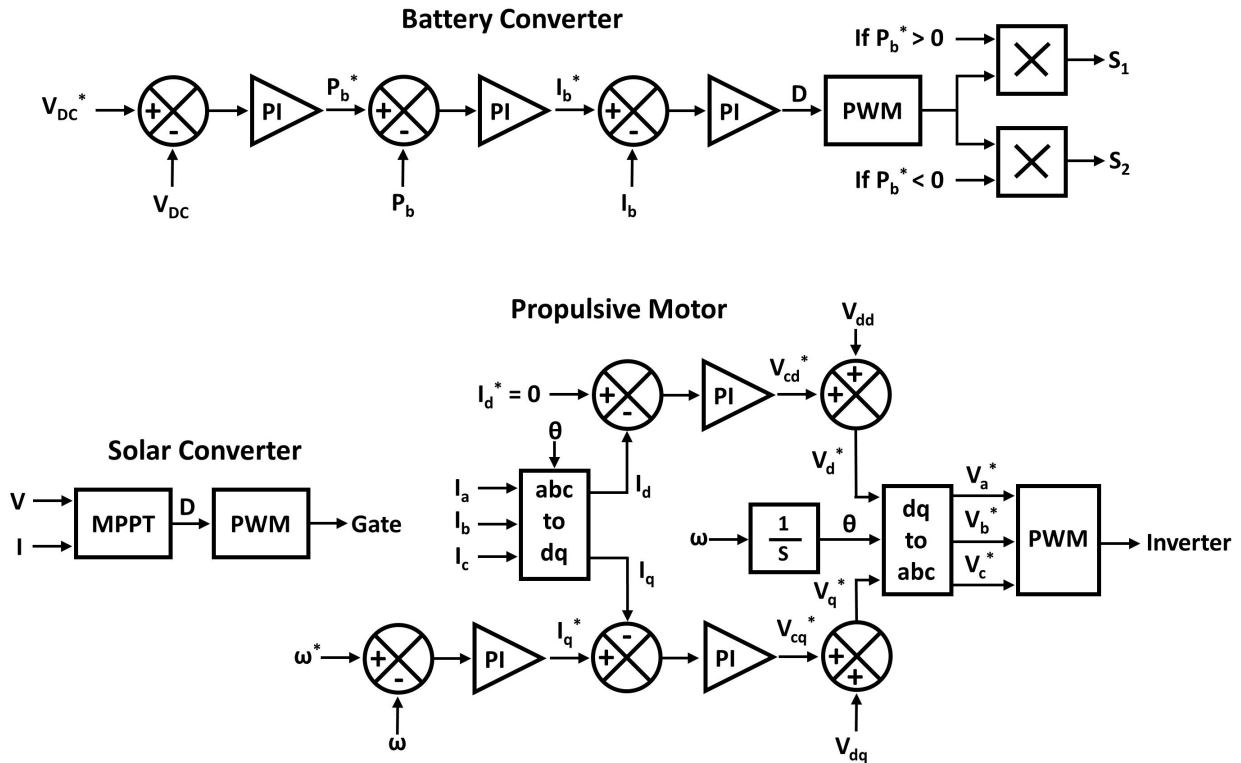 Battery Converter
If P_b^* > 0
V_DC^*
+
-
PI
P_b^*
+
-
PI
I_b^*
+
-
PI
D
PWM
S_1
S_2
If P_b^* < 0
V_DC
P_b
I_b
Propulsive Motor
V_dd
I_d^* = 0
+
-
PI
V_cd^*
+
+
θ
I_d
V_d^*
Solar Converter
V
I
MPPT
D
PWM
Gate
I_a
I_b
I_c
abc
to
dq
I_q
ω
1
S
θ
dq
to
abc
V_a^*
V_b^*
V_c^*
PWM
Inverter
V_q^*
ω^*
+
-
PI
I_q^*
-
+
PI
V_cq^*
+
+
ω
V_dq